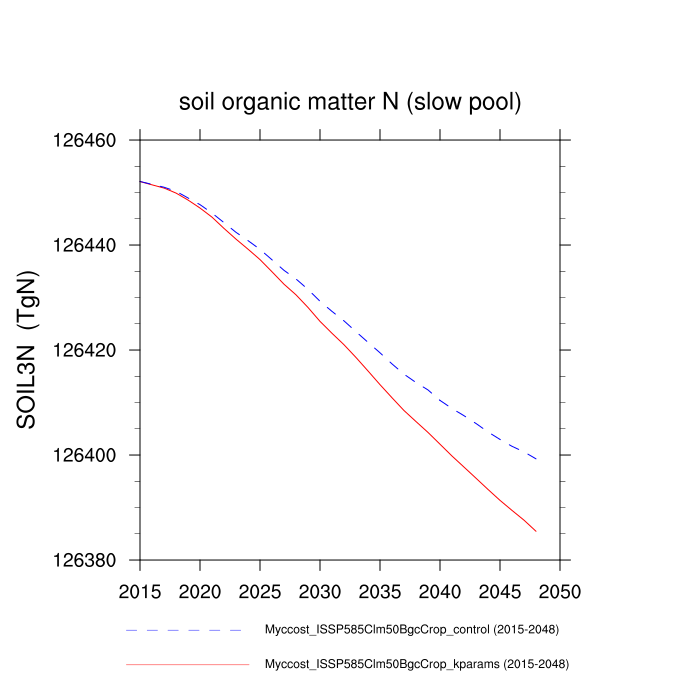 soil organic matter N (slow pool)
SOIL3N (TgN)
126460
126440
126420
126400
126380
2015 2020 2025 2030 2035 2040 2045 2050
Myccost_ISSP585Clm50BgcCrop_control (2015-2048)
Myccost_ISSP585Clm50BgcCrop_kparams (2015-2048)